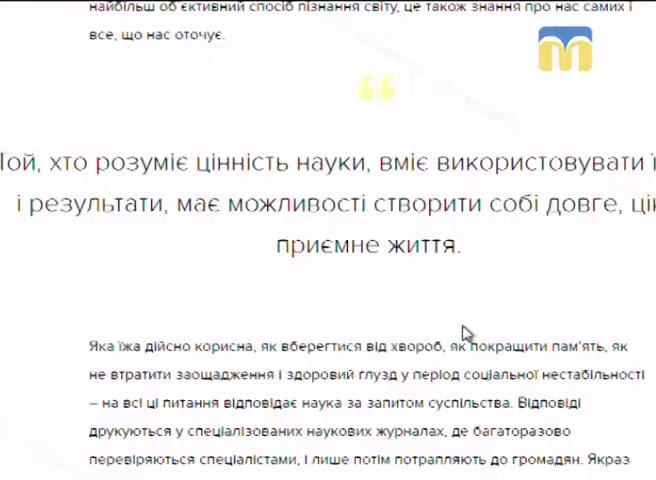 найбільш об'єктивний спосіб пізнання світу, це також знання про нас самих і
все, що нас оточує.
хто розуміє цінність науки, вміє використовувати
і результати, має можливості створити собі довге,
приємне життя.
Яка їжа дійсно корисна, як вберегтися від хвороб, як покращити пам'ять, як
не втратити заощадження і здоровий глузд у період соціальної нестабільності
– на всі ці питання відповідає наука за запитом суспільства. Відповіді
друкуються у спеціалізованих наукових журналах, де багаторазово
перевіряються спеціалістами, і лише потім потрапляють до громадян. Якраз